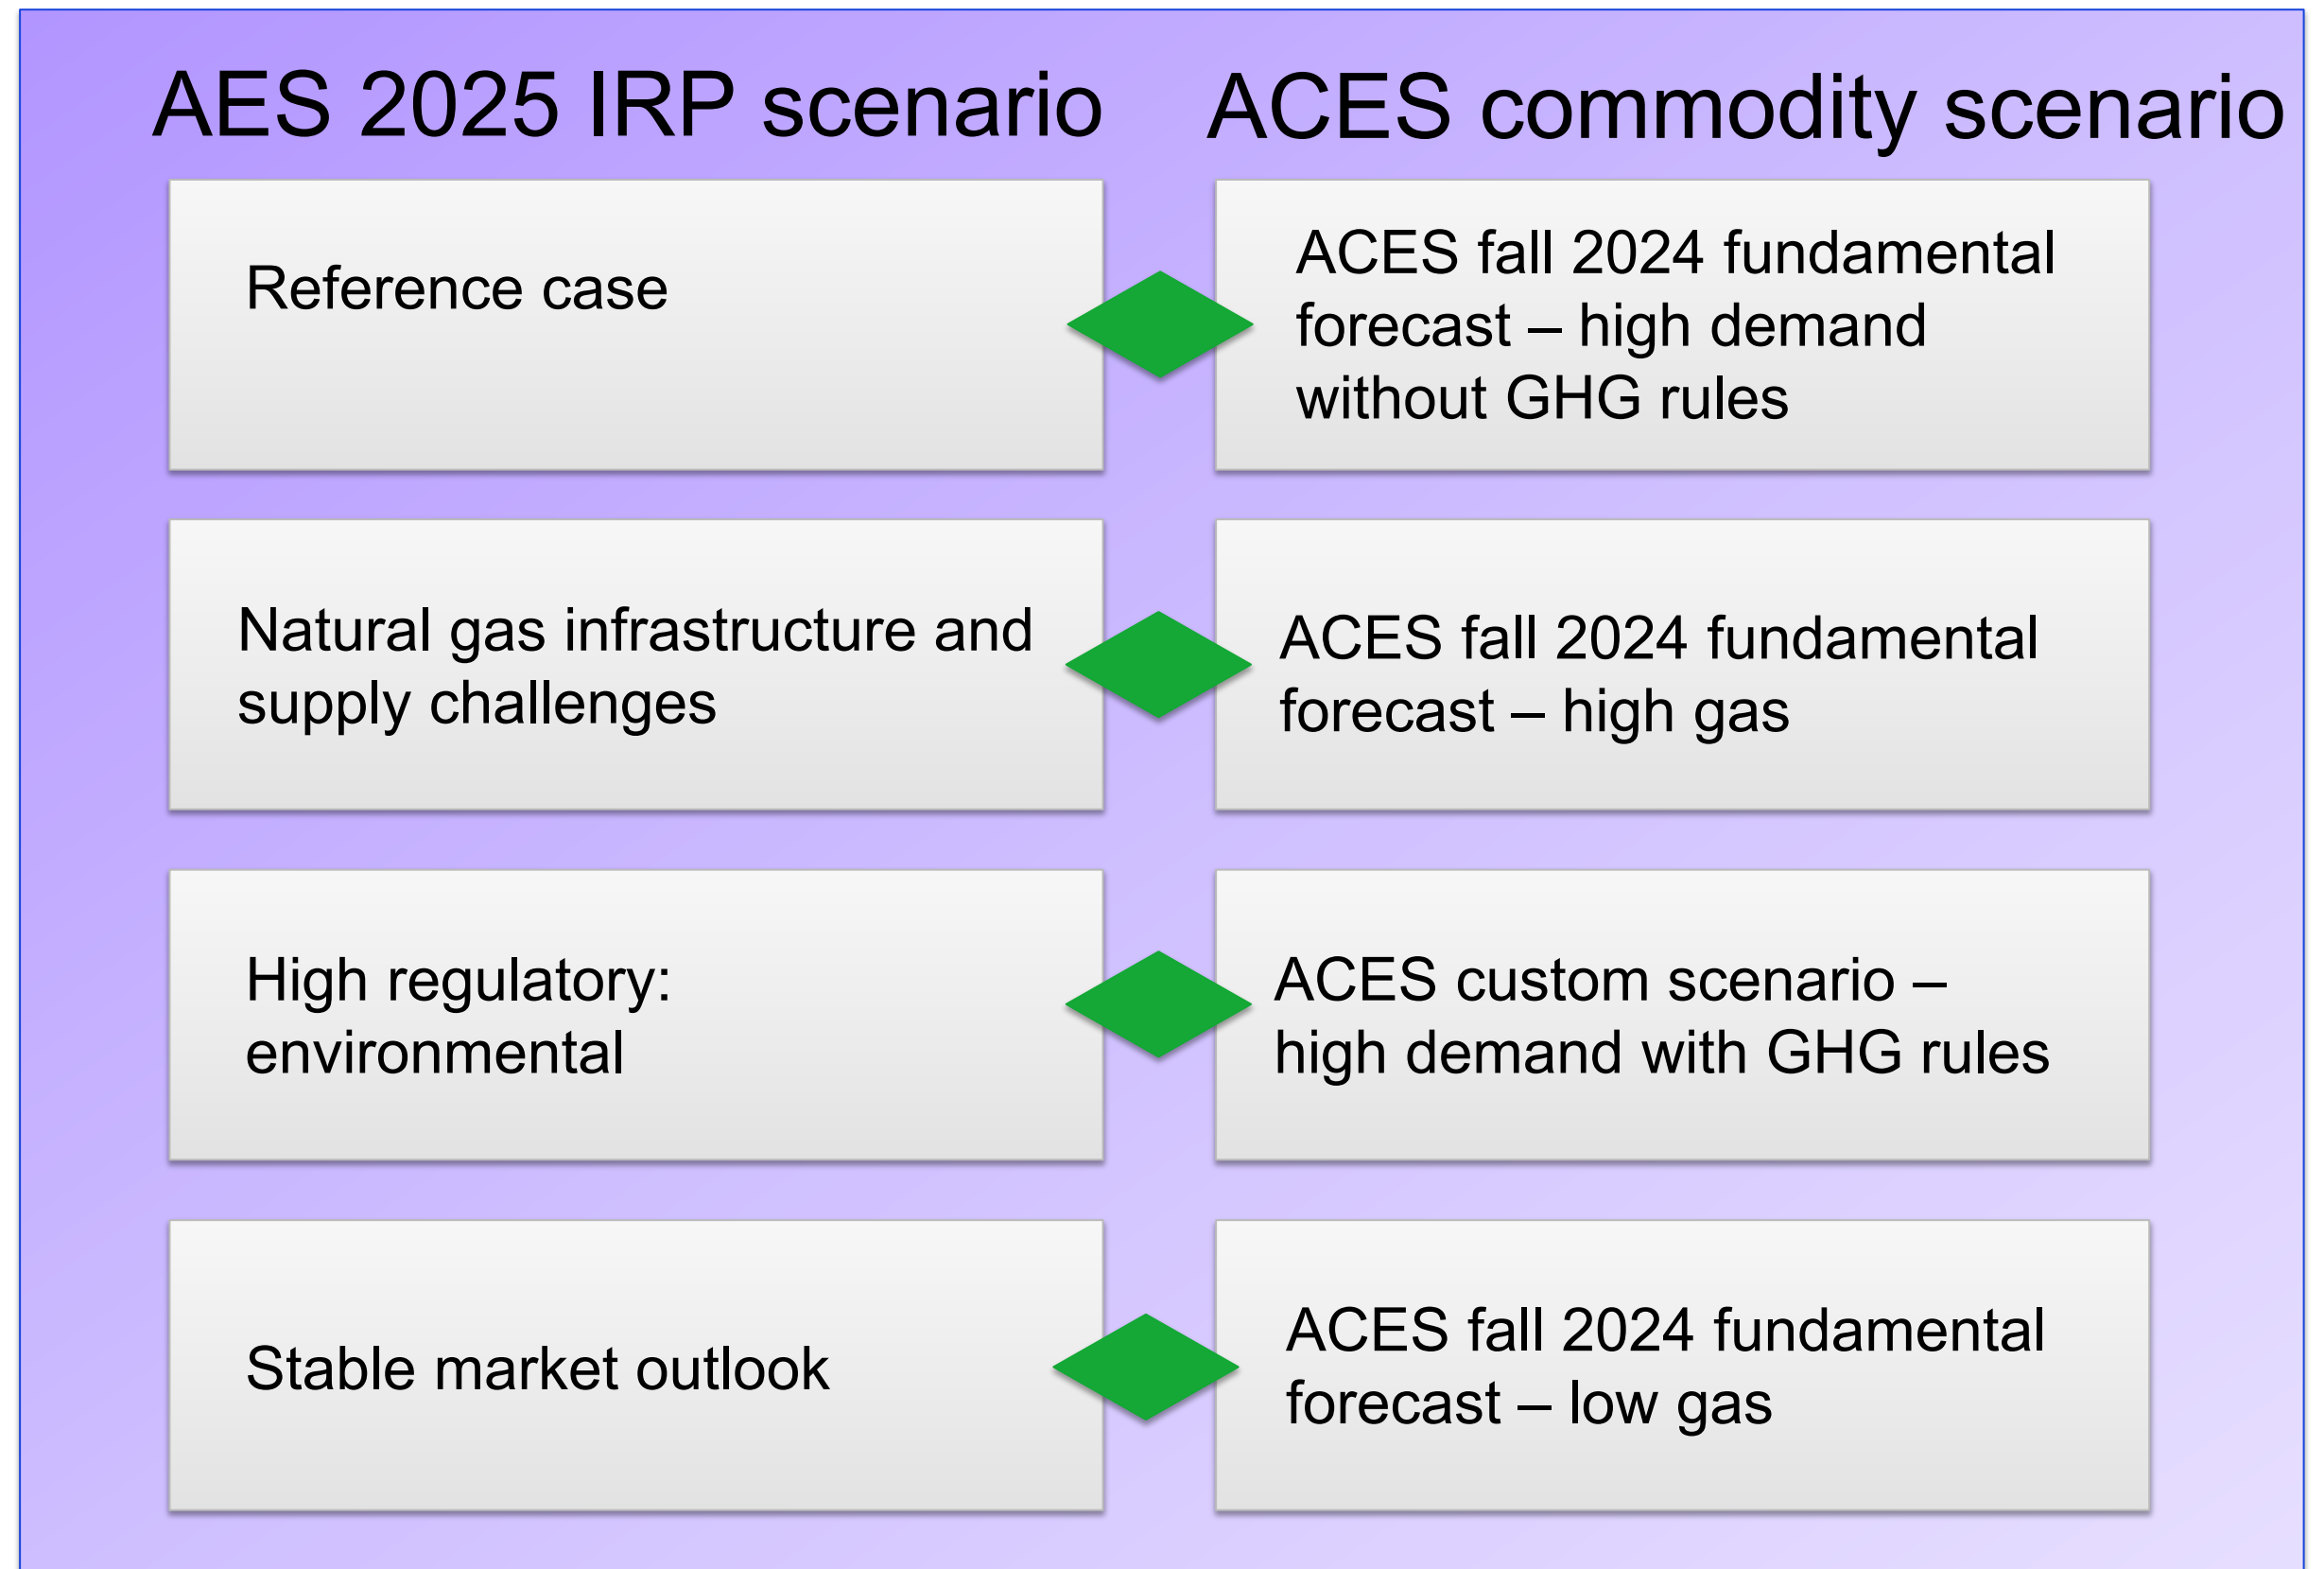 AES 2025 IRP scenario
ACES commodity scenario
Reference case
ACES fall 2024 fundamental
forecast – high demand
without GHG rules
Natural gas infrastructure and
supply challenges
ACES fall 2024 fundamental
forecast – high gas
High regulatory:
environmental
ACES custom scenario –
high demand with GHG rules
Stable market outlook
ACES fall 2024 fundamental
forecast – low gas